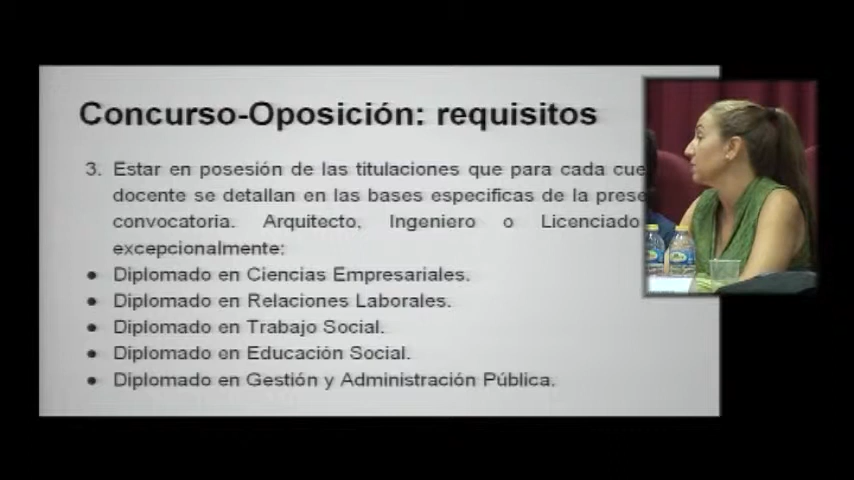 Concurso-Oposición: requisitos
3. Estar en posesión de las titulaciones que para cada cue
docente se detallan en las bases especificas de la prese
convocatoria. Arquitecto, Ingeniero o Licenciado
excepcionalmente:
● Diplomado en Ciencias Empresariales.
● Diplomado en Relaciones Laborales.
● Diplomado en Trabajo Social.
● Diplomado en Educación Social.
● Diplomado en Gestión y Administración Pública.